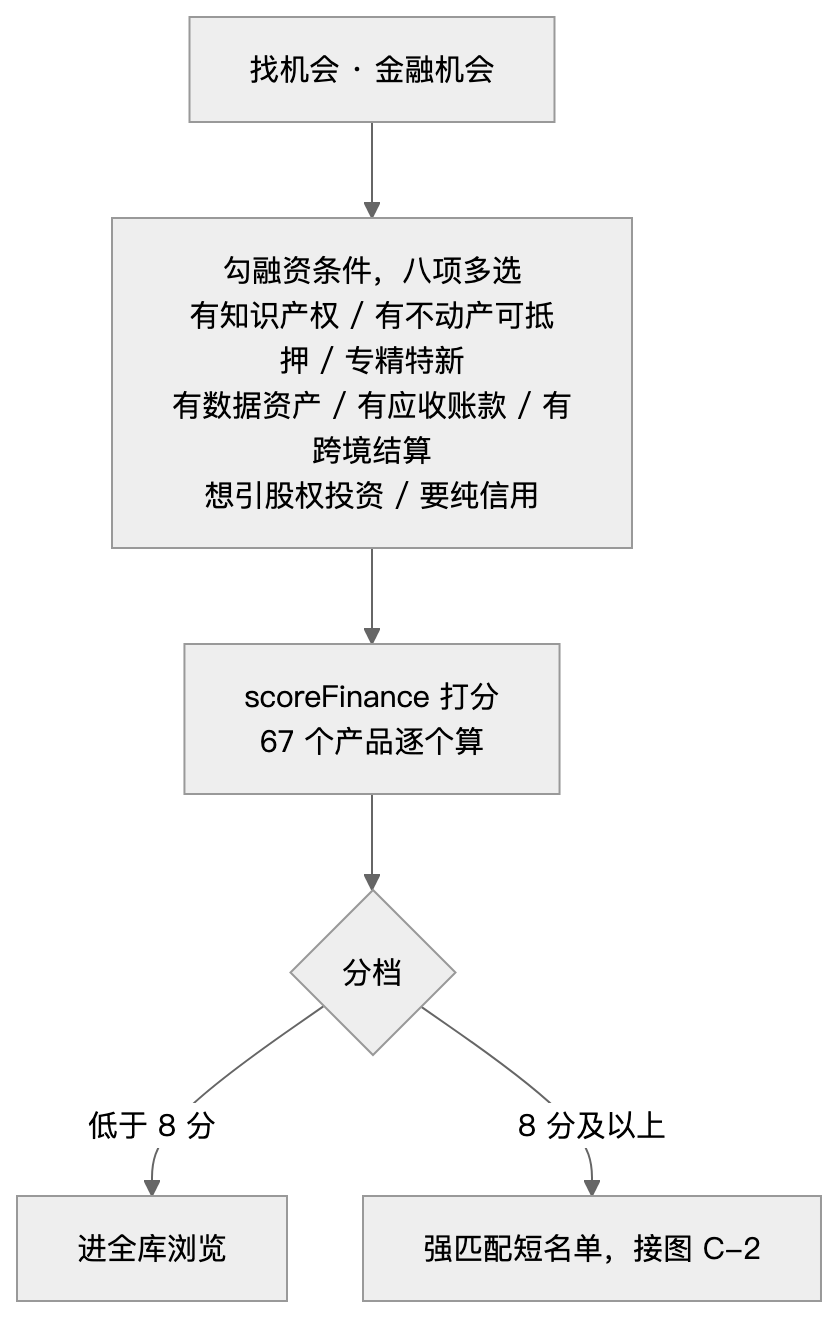 找机会 · 金融机会
勾融资条件，八项多选
有知识产权 / 有不动产可抵
押 / 专精特新
有数据资产 / 有应收账款 / 有
跨境结算
想引股权投资 / 要纯信用
scoreFinance 打分
67 个产品逐个算
分档
低于 8 分
8 分及以上
进全库浏览
强匹配短名单，接图 C-2